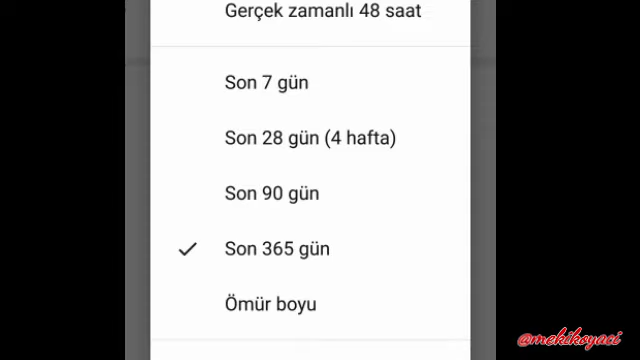 Gerçek zamanlı 48 saat
Son 7 gün
Son 28 gün (4 hafta)
Son 90 gün
Son 365 gün
Ömür boyu
@mekikoyaci